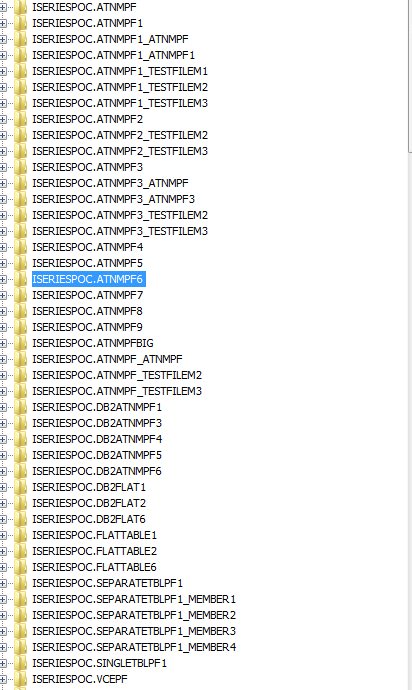 ISERIESPOC.ATNMPF
ISERIESPOC.ATNMPF1
ISERIESPOC.ATNMPF1_ATNMPF
ISERIESPOC.ATNMPF1_ATNMPF1
ISERIESPOC.ATNMPF1_TESTFILEM1
ISERIESPOC.ATNMPF1_TESTFILEM2
ISERIESPOC.ATNMPF1_TESTFILEM3
ISERIESPOC.ATNMPF2
ISERIESPOC.ATNMPF2_TESTFILEM2
ISERIESPOC.ATNMPF2_TESTFILEM3
ISERIESPOC.ATNMPF3
ISERIESPOC.ATNMPF3_ATNMPF
ISERIESPOC.ATNMPF3_ATNMPF3
ISERIESPOC.ATNMPF3_TESTFILEM2
ISERIESPOC.ATNMPF3_TESTFILEM3
ISERIESPOC.ATNMPF4
ISERIESPOC.ATNMPF5
ISERIESPOC.ATNMPF6
ISERIESPOC.ATNMPF7
ISERIESPOC.ATNMPF8
ISERIESPOC.ATNMPF9
ISERIESPOC.ATNMPFBIG
ISERIESPOC.ATNMPF_ATNMPF
ISERIESPOC.ATNMPF_TESTFILEM2
ISERIESPOC.ATNMPF_TESTFILEM3
ISERIESPOC.DB2ATNMPF1
ISERIESPOC.DB2ATNMPF3
ISERIESPOC.DB2ATNMPF4
ISERIESPOC.DB2ATNMPF5
ISERIESPOC.DB2ATNMPF6
ISERIESPOC.DB2FLAT1
ISERIESPOC.DB2FLAT2
ISERIESPOC.DB2FLAT6
ISERIESPOC.FLATTABLE1
ISERIESPOC.FLATTABLE2
ISERIESPOC.FLATTABLE6
ISERIESPOC.SEPARATETBLPF1
ISERIESPOC.SEPARATETBLPF1_MEMBER1
ISERIESPOC.SEPARATETBLPF1_MEMBER2
ISERIESPOC.SEPARATETBLPF1_MEMBER3
ISERIESPOC.SEPARATETBLPF1_MEMBER4
ISERIESPOC.SINGLETBLPF1
ISERIESPOC.VCEPF